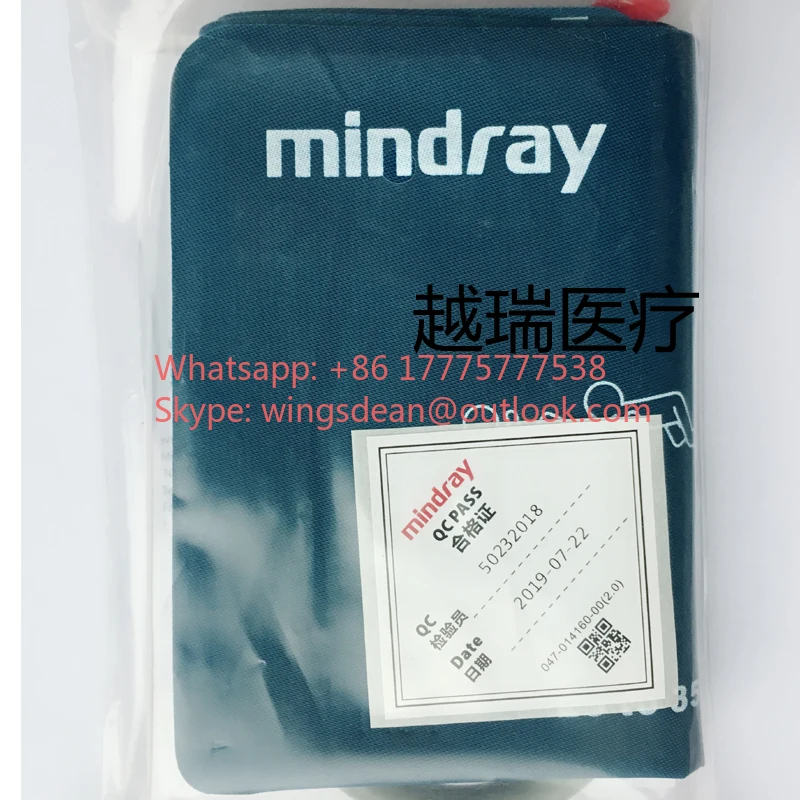 mindray
越瑞医疗
Whatsapp: +86 17775777538
Skype: wingsdean@outlook.com
mindray
QC PASS
合格证
QC
检验员
50232018
Date
日期
2019-07-22
047-014160-00(2.0)